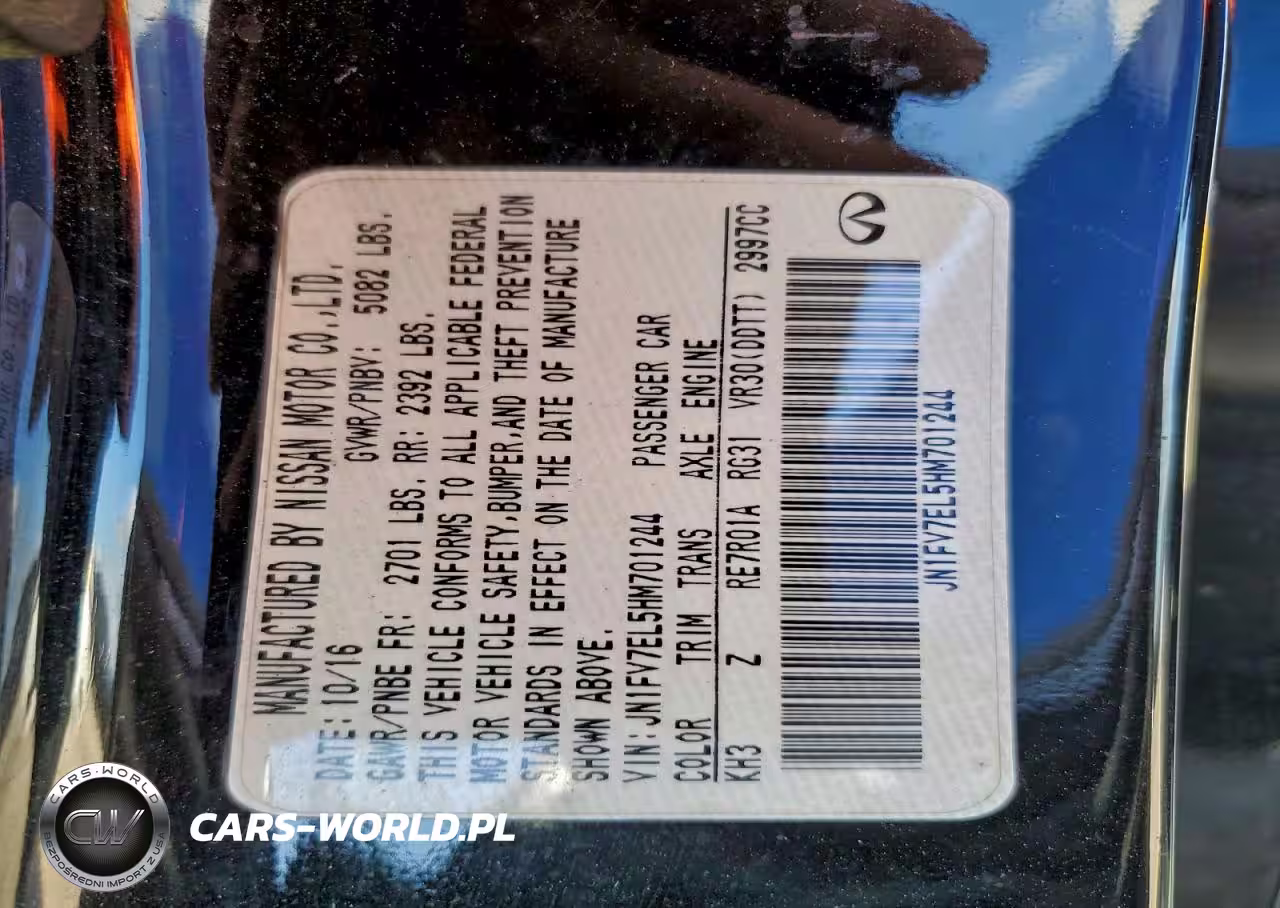 MANUFACTURED BY NISSAN MOTOR CO.,LTD.
DATE:10/16 GVWR/PNBV: 5082 LBS.
GAWR/PNBE FR: 2701 LBS. RR: 2392 LBS.
THIS VEHICLE CONFORMS TO ALL APPLICABLE FEDERAL
MOTOR VEHICLE SAFETY,BUMPER,AND THEFT PREVENTION
STANDARDS IN EFFECT ON THE DATE OF MANUFACTURE
SHOWN ABOVE.
VIN:JN1FV7EL5HM701244 PASSENGER CAR
COLOR TRIM TRANS AXLE ENGINE
KH3 Z RE7R01A RG31 VR30(DDTT) 2997CC
JN1FV7EL5HM701244
CARS-WORLD
CW
BEZPOŚREDNI IMPORT Z USA
CARS-WORLD.PL